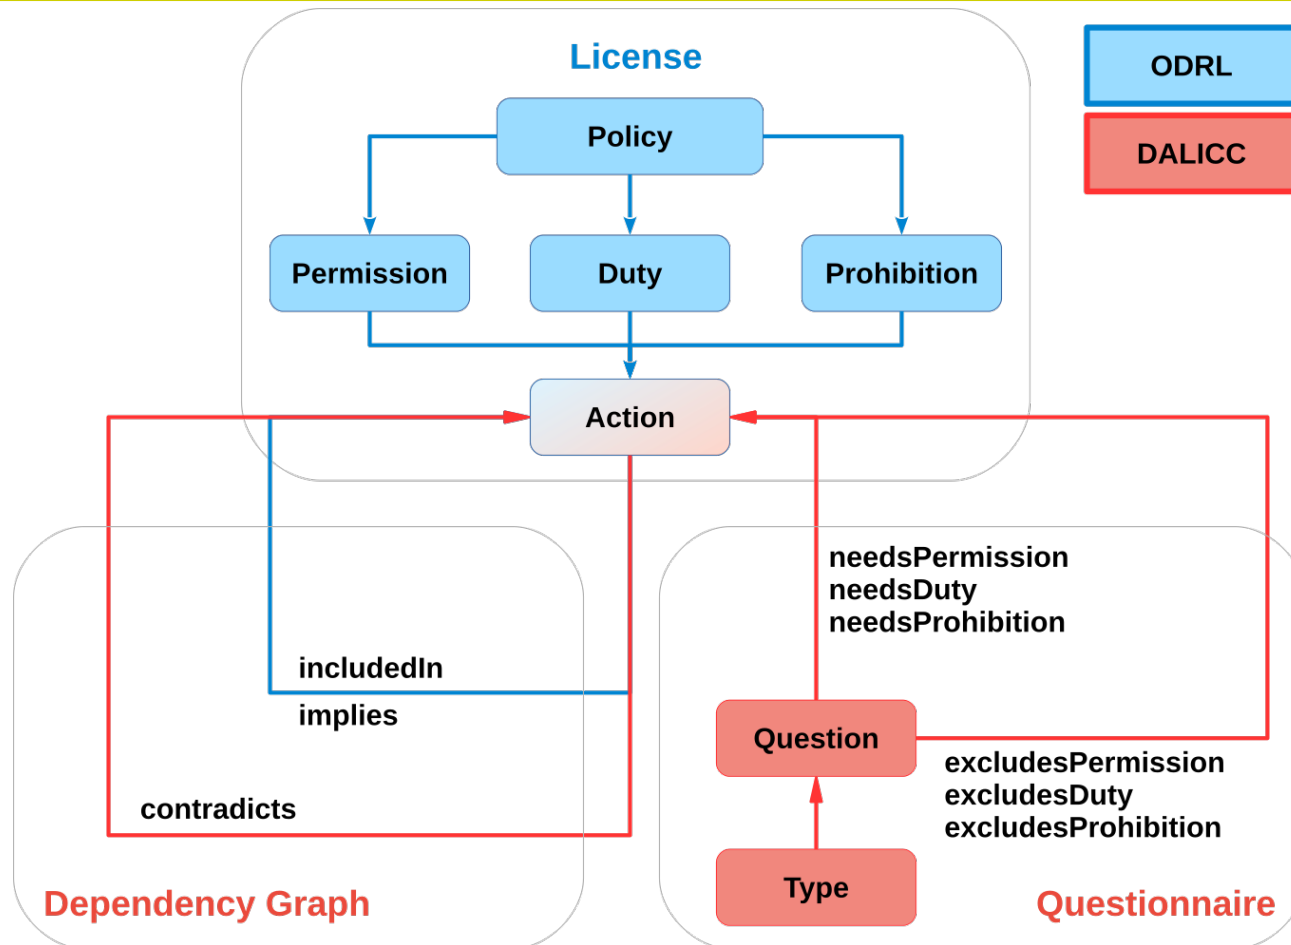 License
ODRL
DALICC
Policy
Permission
Duty
Prohibition
Action
needsPermission
needsDuty
needsProhibition
includedIn
implies
contradicts
Question
excludesPermission
excludesDuty
excludesProhibition
Type
Dependency Graph
Questionnaire